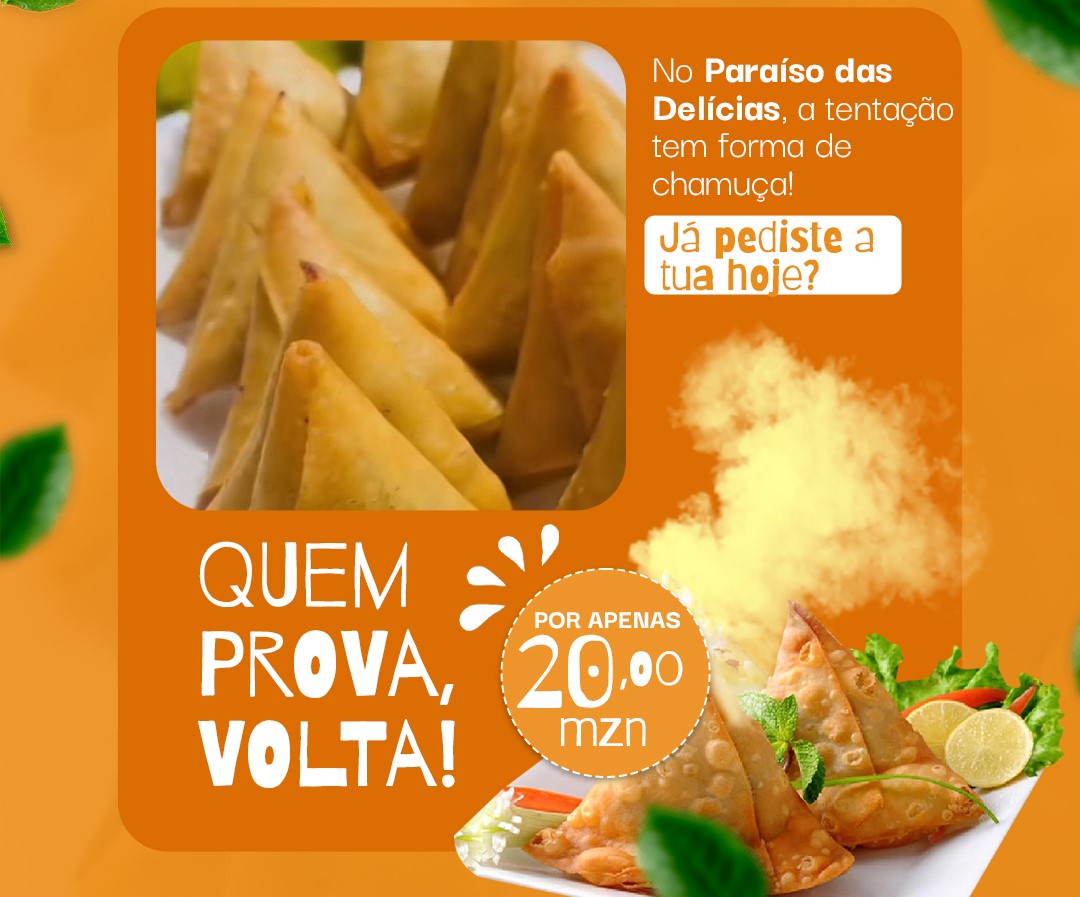 No Paraíso das
Delícias, a tentação
tem forma de
chamuça!
Já pediste a
tua hoje?
QUEM
PROVA,
VOLTA!
POR APENAS
20,00
mzn